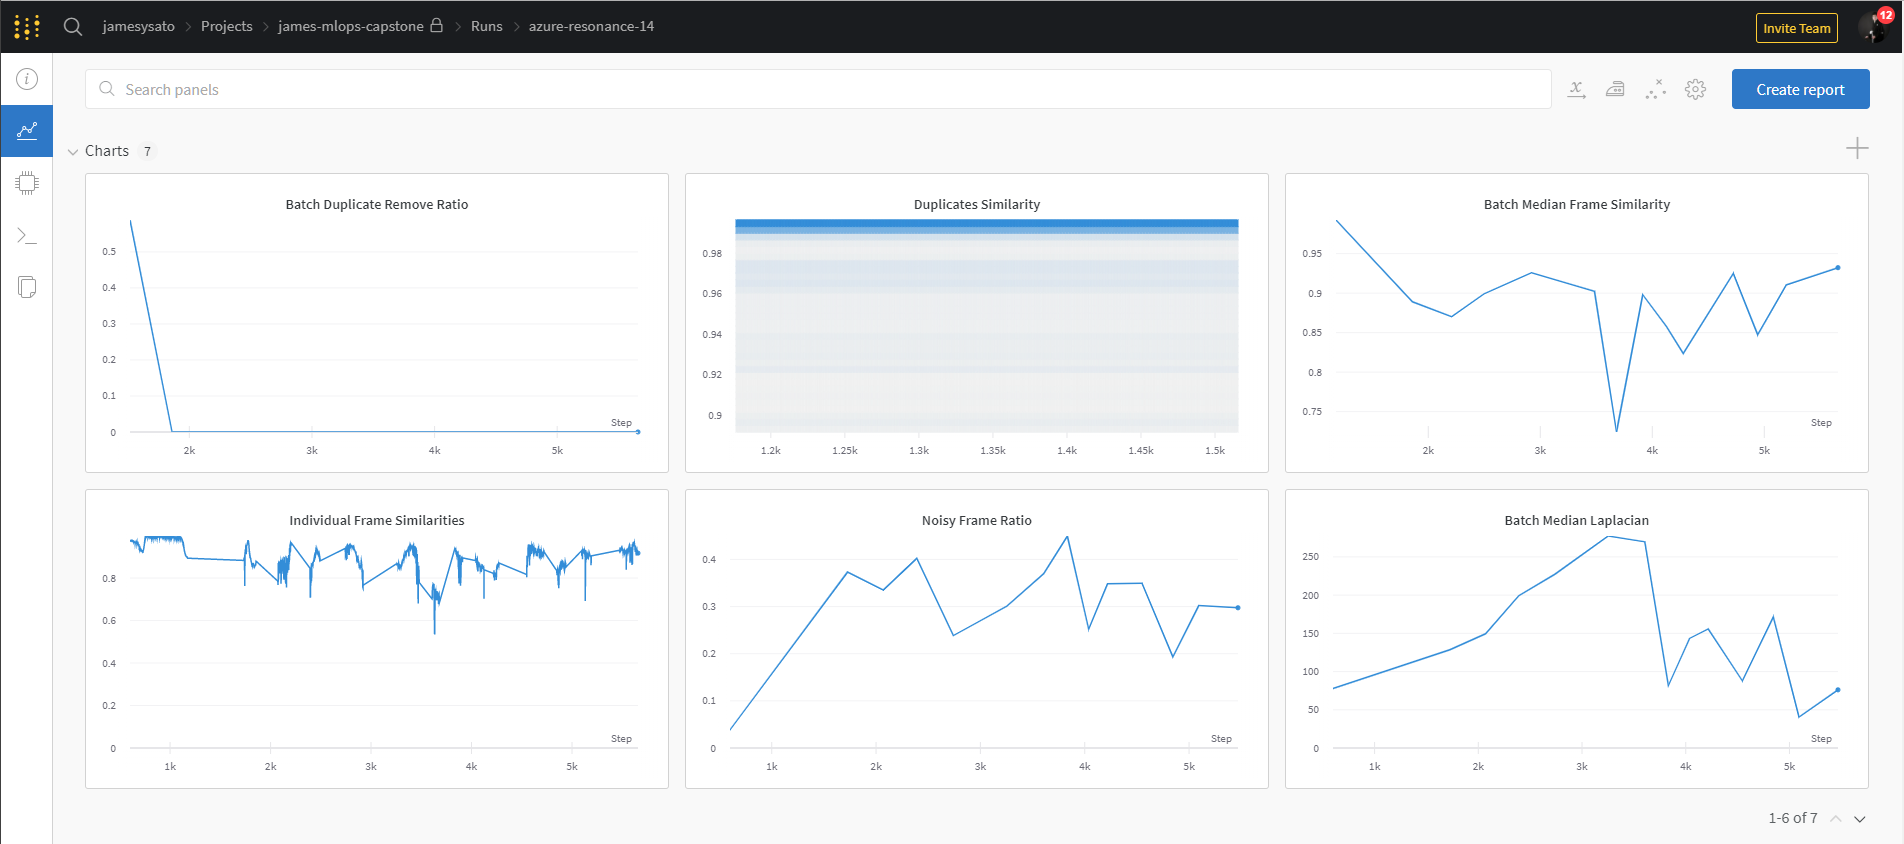 jamesysato > Projects > james-mlops-capstone > Runs > azure-resonance-14
Invite Team
12
Search panels
Create report
Charts 7
Batch Duplicate Remove Ratio
0.5
0.4
0.3
0.2
0.1
0
Step
2k 3k 4k 5k
Duplicates Similarity
0.98
0.96
0.94
0.92
0.9
1.2k 1.25k 1.3k 1.35k 1.4k 1.45k 1.5k
Batch Median Frame Similarity
0.95
0.9
0.85
0.8
0.75
Step
2k 3k 4k 5k
Individual Frame Similarities
0.8
0.6
0.4
0.2
0
Step
1k 2k 3k 4k 5k
Noisy Frame Ratio
0.4
0.3
0.2
0.1
0
Step
1k 2k 3k 4k 5k
Batch Median Laplacian
250
200
150
100
50
0
Step
1k 2k 3k 4k 5k
1-6 of 7